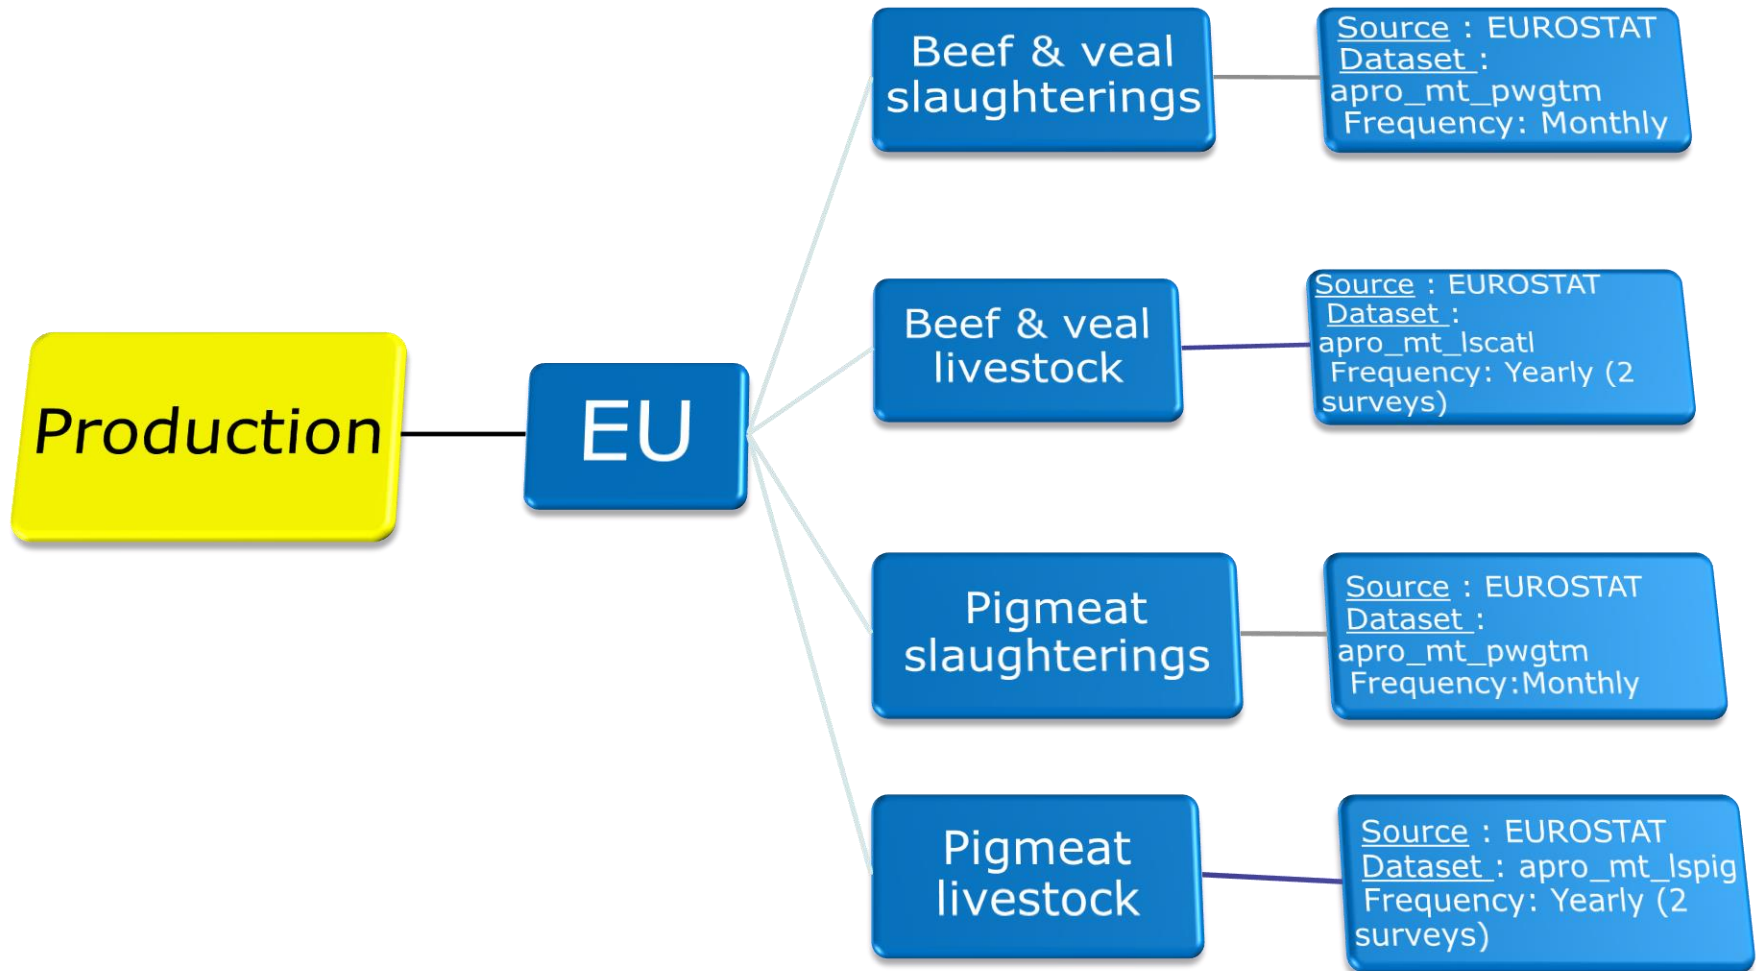 Production
EU
Beef & veal
slaughterings
Source : EUROSTAT
Dataset :
apro_mt_pwgtm
Frequency: Monthly
Beef & veal
livestock
Source : EUROSTAT
Dataset :
apro_mt_lscatl
Frequency: Yearly (2
surveys)
Pigmeat
slaughterings
Source : EUROSTAT
Dataset :
apro_mt_pwgtm
Frequency:Monthly
Pigmeat
livestock
Source : EUROSTAT
Dataset : apro_mt_lspig
Frequency: Yearly (2
surveys)